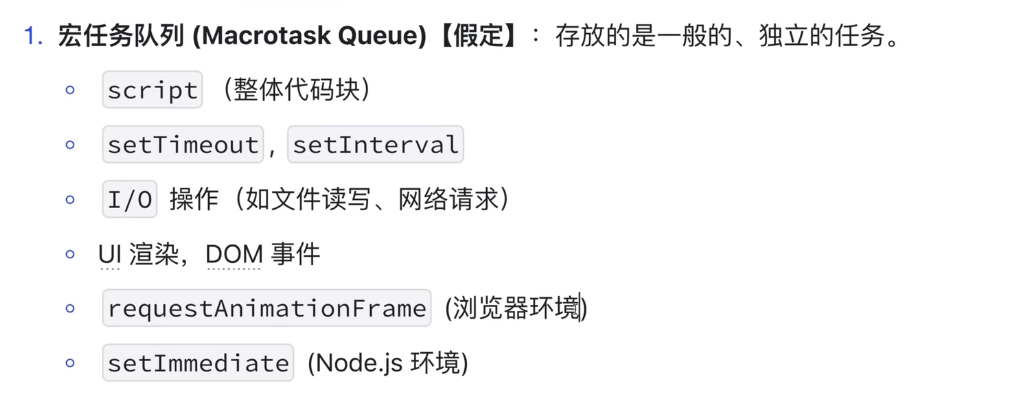 1. 宏任务队列 (Macrotask Queue)【假定】：存放的是一般的、独立的任务。
script （整体代码块）
setTimeout, setInterval
I/O 操作（如文件读写、网络请求）
UI 渲染，DOM 事件
requestAnimationFrame (浏览器环境)
setImmediate (Node.js 环境)